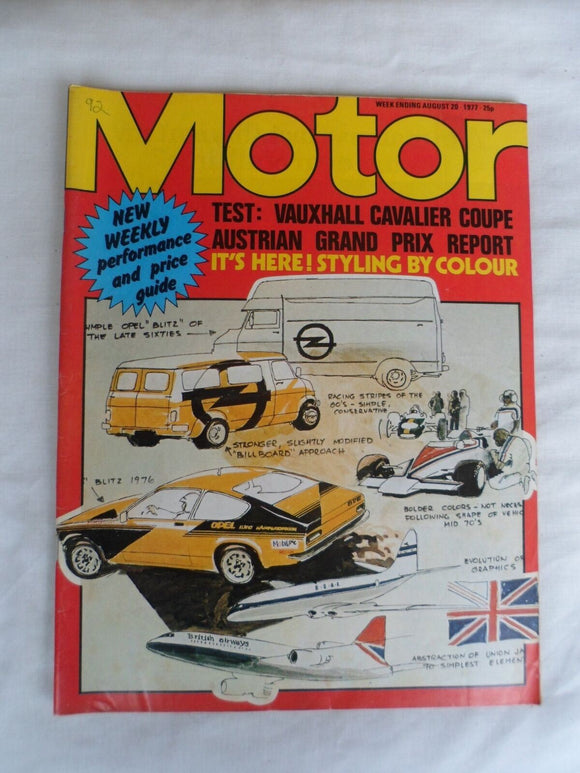 92
WEEK ENDING AUGUST 20 · 1977 · 25p
Motor
NEW
WEEKLY
performance
and price
guide
TEST: VAUXHALL CAVALIER COUPE
AUSTRIAN GRAND PRIX REPORT
IT'S HERE! STYLING BY COLOUR
IMPLE OPEL "BLITZ" OF
THE LATE SIXTIES
RACING STRIPES OF THE
60'S - SIMPLE,
CONSERVATIVE
STRONGER, SLIGHTLY MODIFIED
"BILLBOARD" APPROACH
" BLITZ 1976
BOLDER COLORS - NOT NECES
FOLLOWING SHAPE OF VEHIC
MID 70'S
OPEL
EVOLUTION OF
GRAPHICS
B.O.A.C.
British airways
ABSTRACTION OF UNION JA
TO SIMPLEST ELEMEN